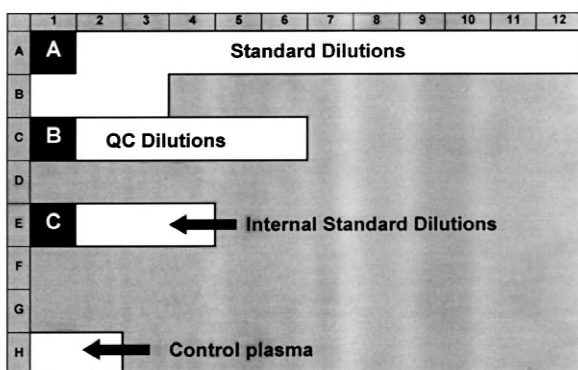 1 2 3 4 5 6 7 8 9 10 11 12
A A Standard Dilutions
B
C B QC Dilutions
D
E C Internal Standard Dilutions
F
G
H Control plasma